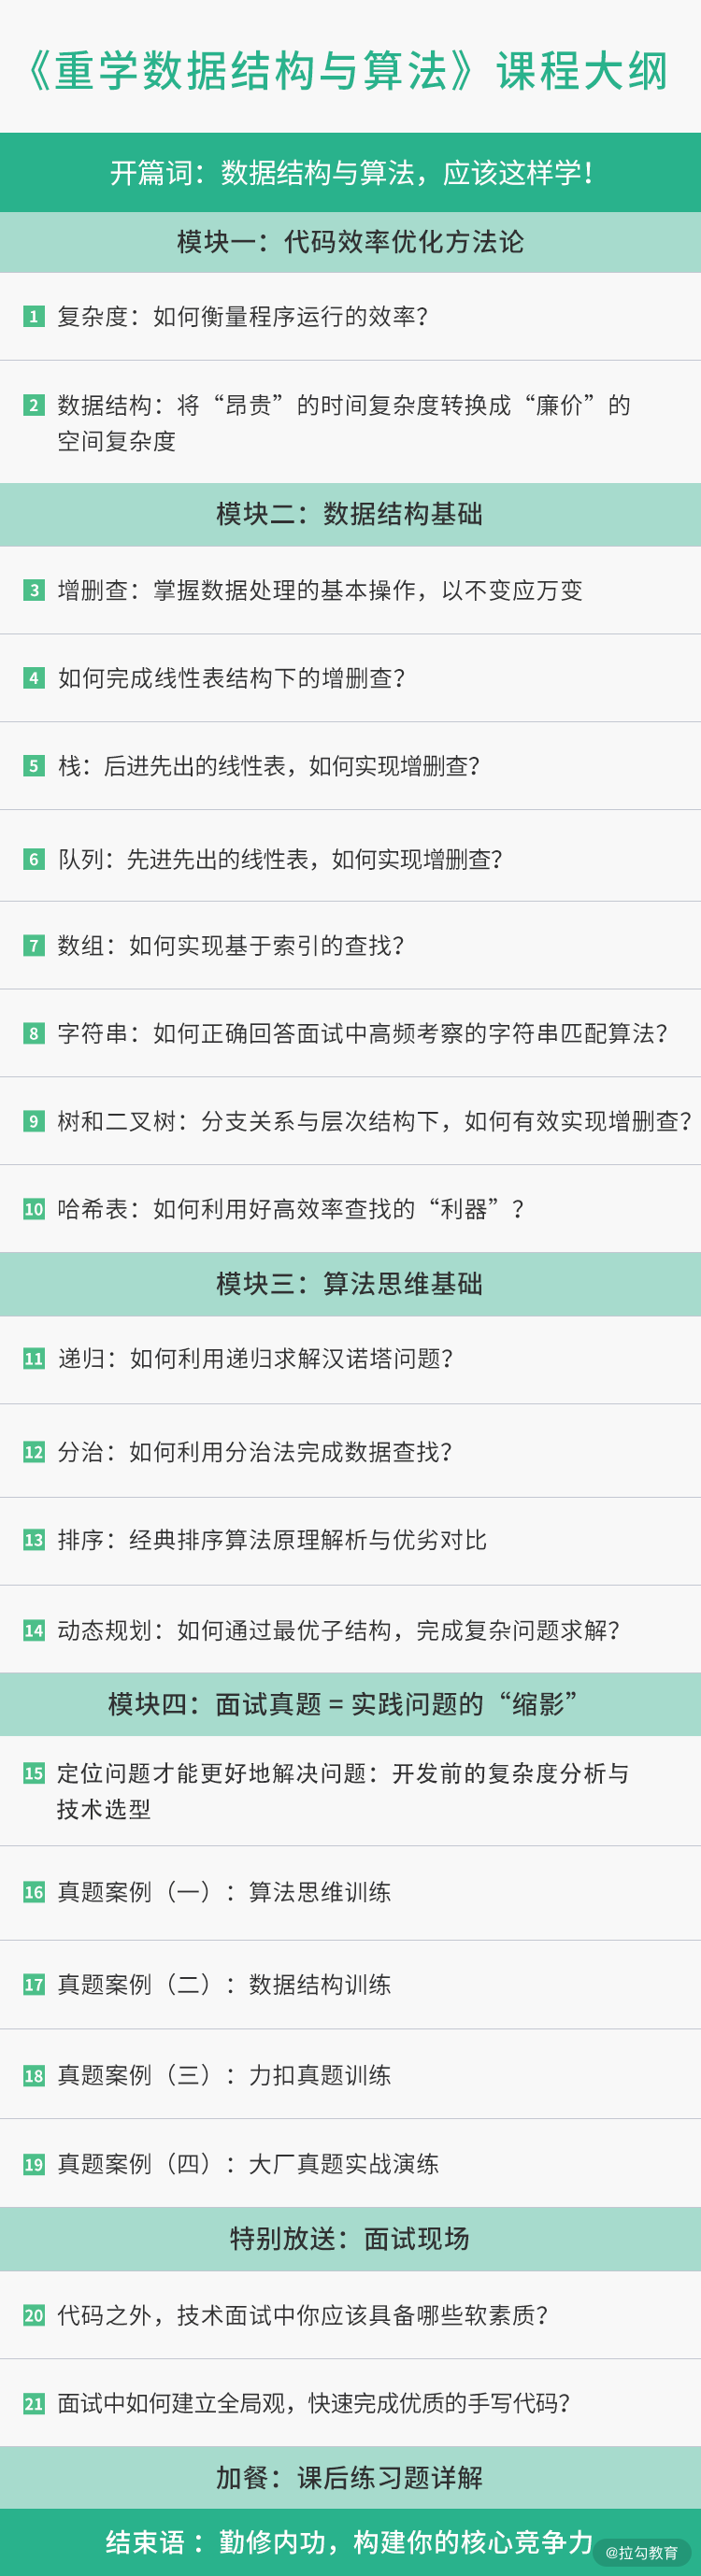 《重学数据结构与算法》课程大纲
开篇词：数据结构与算法，应该这样学！
模块一：代码效率优化方法论
1 复杂度：如何衡量程序运行的效率？
2 数据结构：将“昂贵”的时间复杂度转换成“廉价”的
空间复杂度
模块二：数据结构基础
3 增删查：掌握数据处理的基本操作，以不变应万变
4 如何完成线性表结构下的增删查？
5 栈：后进先出的线性表，如何实现增删查？
6 队列：先进先出的线性表，如何实现增删查？
7 数组：如何实现基于索引的查找？
8 字符串：如何正确回答面试中高频考察的字符串匹配算法？
9 树和二叉树：分支关系与层次结构下，如何有效实现增删查？
10 哈希表：如何利用好高效率查找的“利器”？
模块三：算法思维基础
11 递归：如何利用递归求解汉诺塔问题？
12 分治：如何利用分治法完成数据查找？
13 排序：经典排序算法原理解析与优劣对比
14 动态规划：如何通过最优子结构，完成复杂问题求解？
模块四：面试真题 = 实践问题的“缩影”
15 定位问题才能更好地解决问题：开发前的复杂度分析与
技术选型
16 真题案例（一）：算法思维训练
17 真题案例（二）：数据结构训练
18 真题案例（三）：力扣真题训练
19 真题案例（四）：大厂真题实战演练
特别放送：面试现场
20 代码之外，技术面试中你应该具备哪些软素质？
21 面试中如何建立全局观，快速完成优质的手写代码？
加餐：课后练习题详解
结束语：勤修内功，构建你的核心竞争力
@拉勾教育